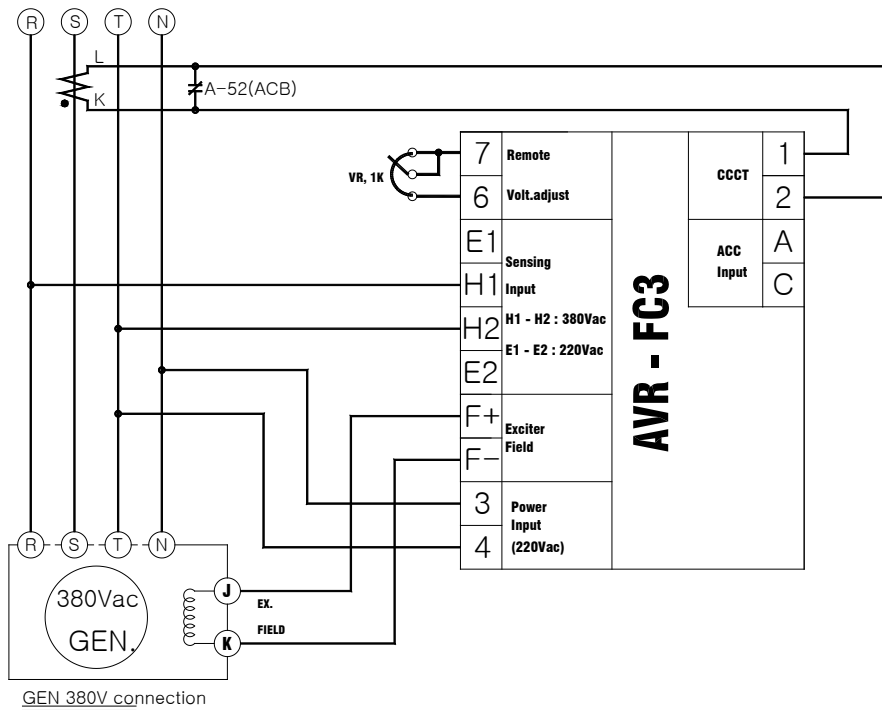 R S T N
L
K
A-52(ACB)
VR, 1K
7 Remote
6 Volt.adjust
E1
Sensing
H1 Input
H2 H1 - H2 : 380Vac
E1 - E2 : 220Vac
E2
F+ Exciter
F- Field
3 Power
Input
4 (220Vac)
AVR - FC3
CCCT
1
2
ACC
Input
A
C
R S T N
380Vac
GEN.
J
EX.
FIELD
K
GEN 380V connection